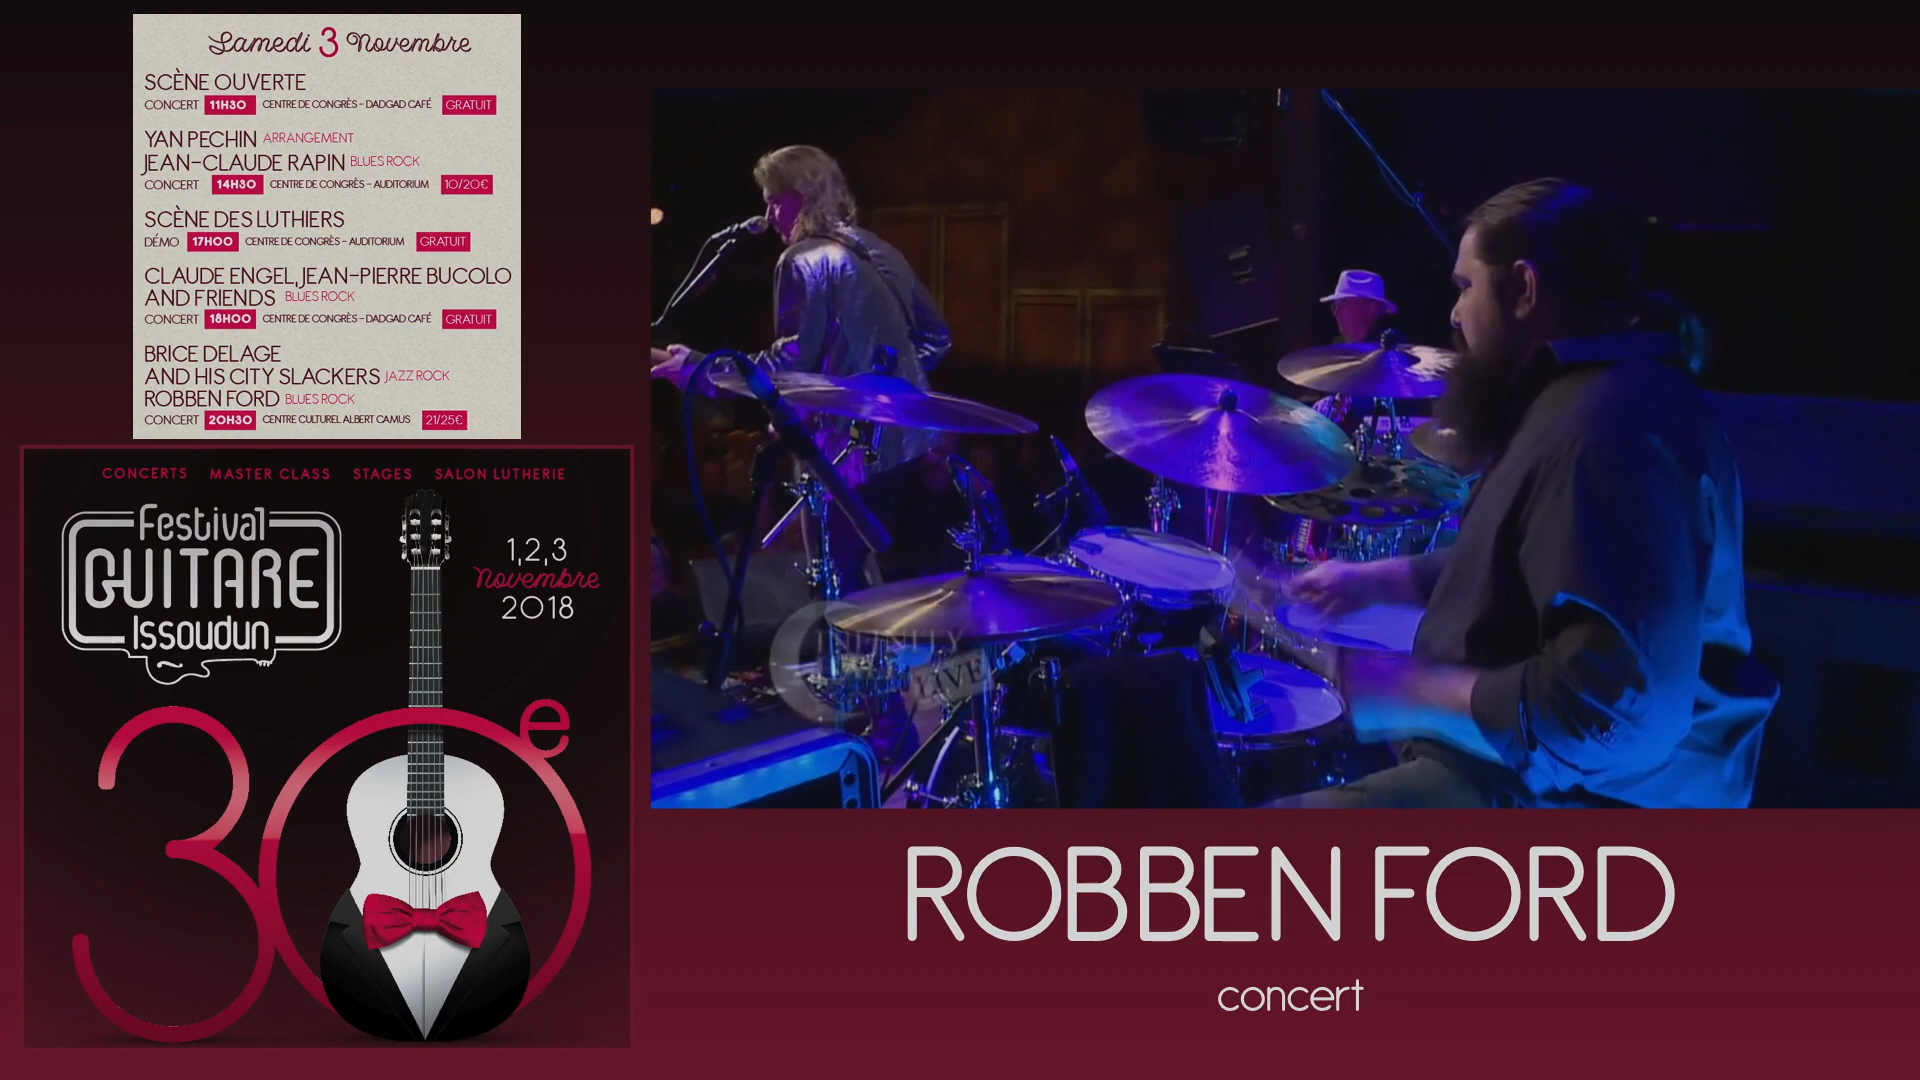 Samedi 3 Novembre
SCÈNE OUVERTE
CONCERT 11H30 CENTRE DE CONGRÈS - DADGAD CAFÉ GRATUIT
YAN PECHIN ARRANGEMENT
JEAN-CLAUDE RAPIN BLUES ROCK
CONCERT 14H30 CENTRE DE CONGRÈS - AUDITORIUM 10/20€
SCÈNE DES LUTHIERS
DÉMO 17H00 CENTRE DE CONGRÈS - AUDITORIUM GRATUIT
CLAUDE ENGEL, JEAN-PIERRE BUCOLO
AND FRIENDS BLUES ROCK
CONCERT 18H00 CENTRE DE CONGRÈS - DADGAD CAFÉ GRATUIT
BRICE DELAGE
AND HIS CITY SLACKERS JAZZ ROCK
ROBBEN FORD BLUES ROCK
CONCERT 20H30 CENTRE CULTUREL ALBERT CAMUS 21/25€
CONCERTS MASTER CLASS STAGES SALON LUTHERIE
Festival
GUITARE
Issoudun
1,2,3
Novembre
2018
30e
INFINITY
LIVE
ROBBEN FORD
concert